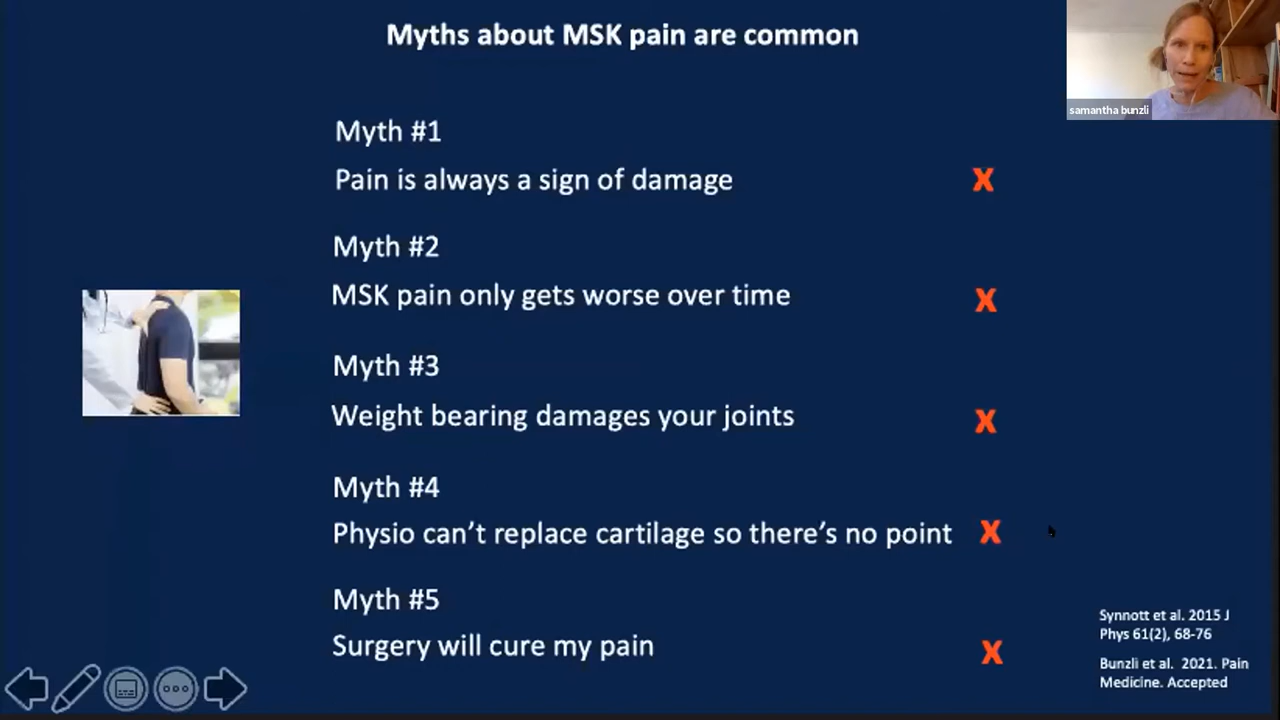 Myths about MSK pain are common
samantha bunzli
Myth #1
Pain is always a sign of damage
X
Myth #2
MSK pain only gets worse over time
X
Myth #3
Weight bearing damages your joints
X
Myth #4
Physio can’t replace cartilage so there’s no point
X
Myth #5
Surgery will cure my pain
X
Synnott et al. 2015 J
Phys 61(2), 68-76
Bunzli et al.  2021. Pain
Medicine. Accepted